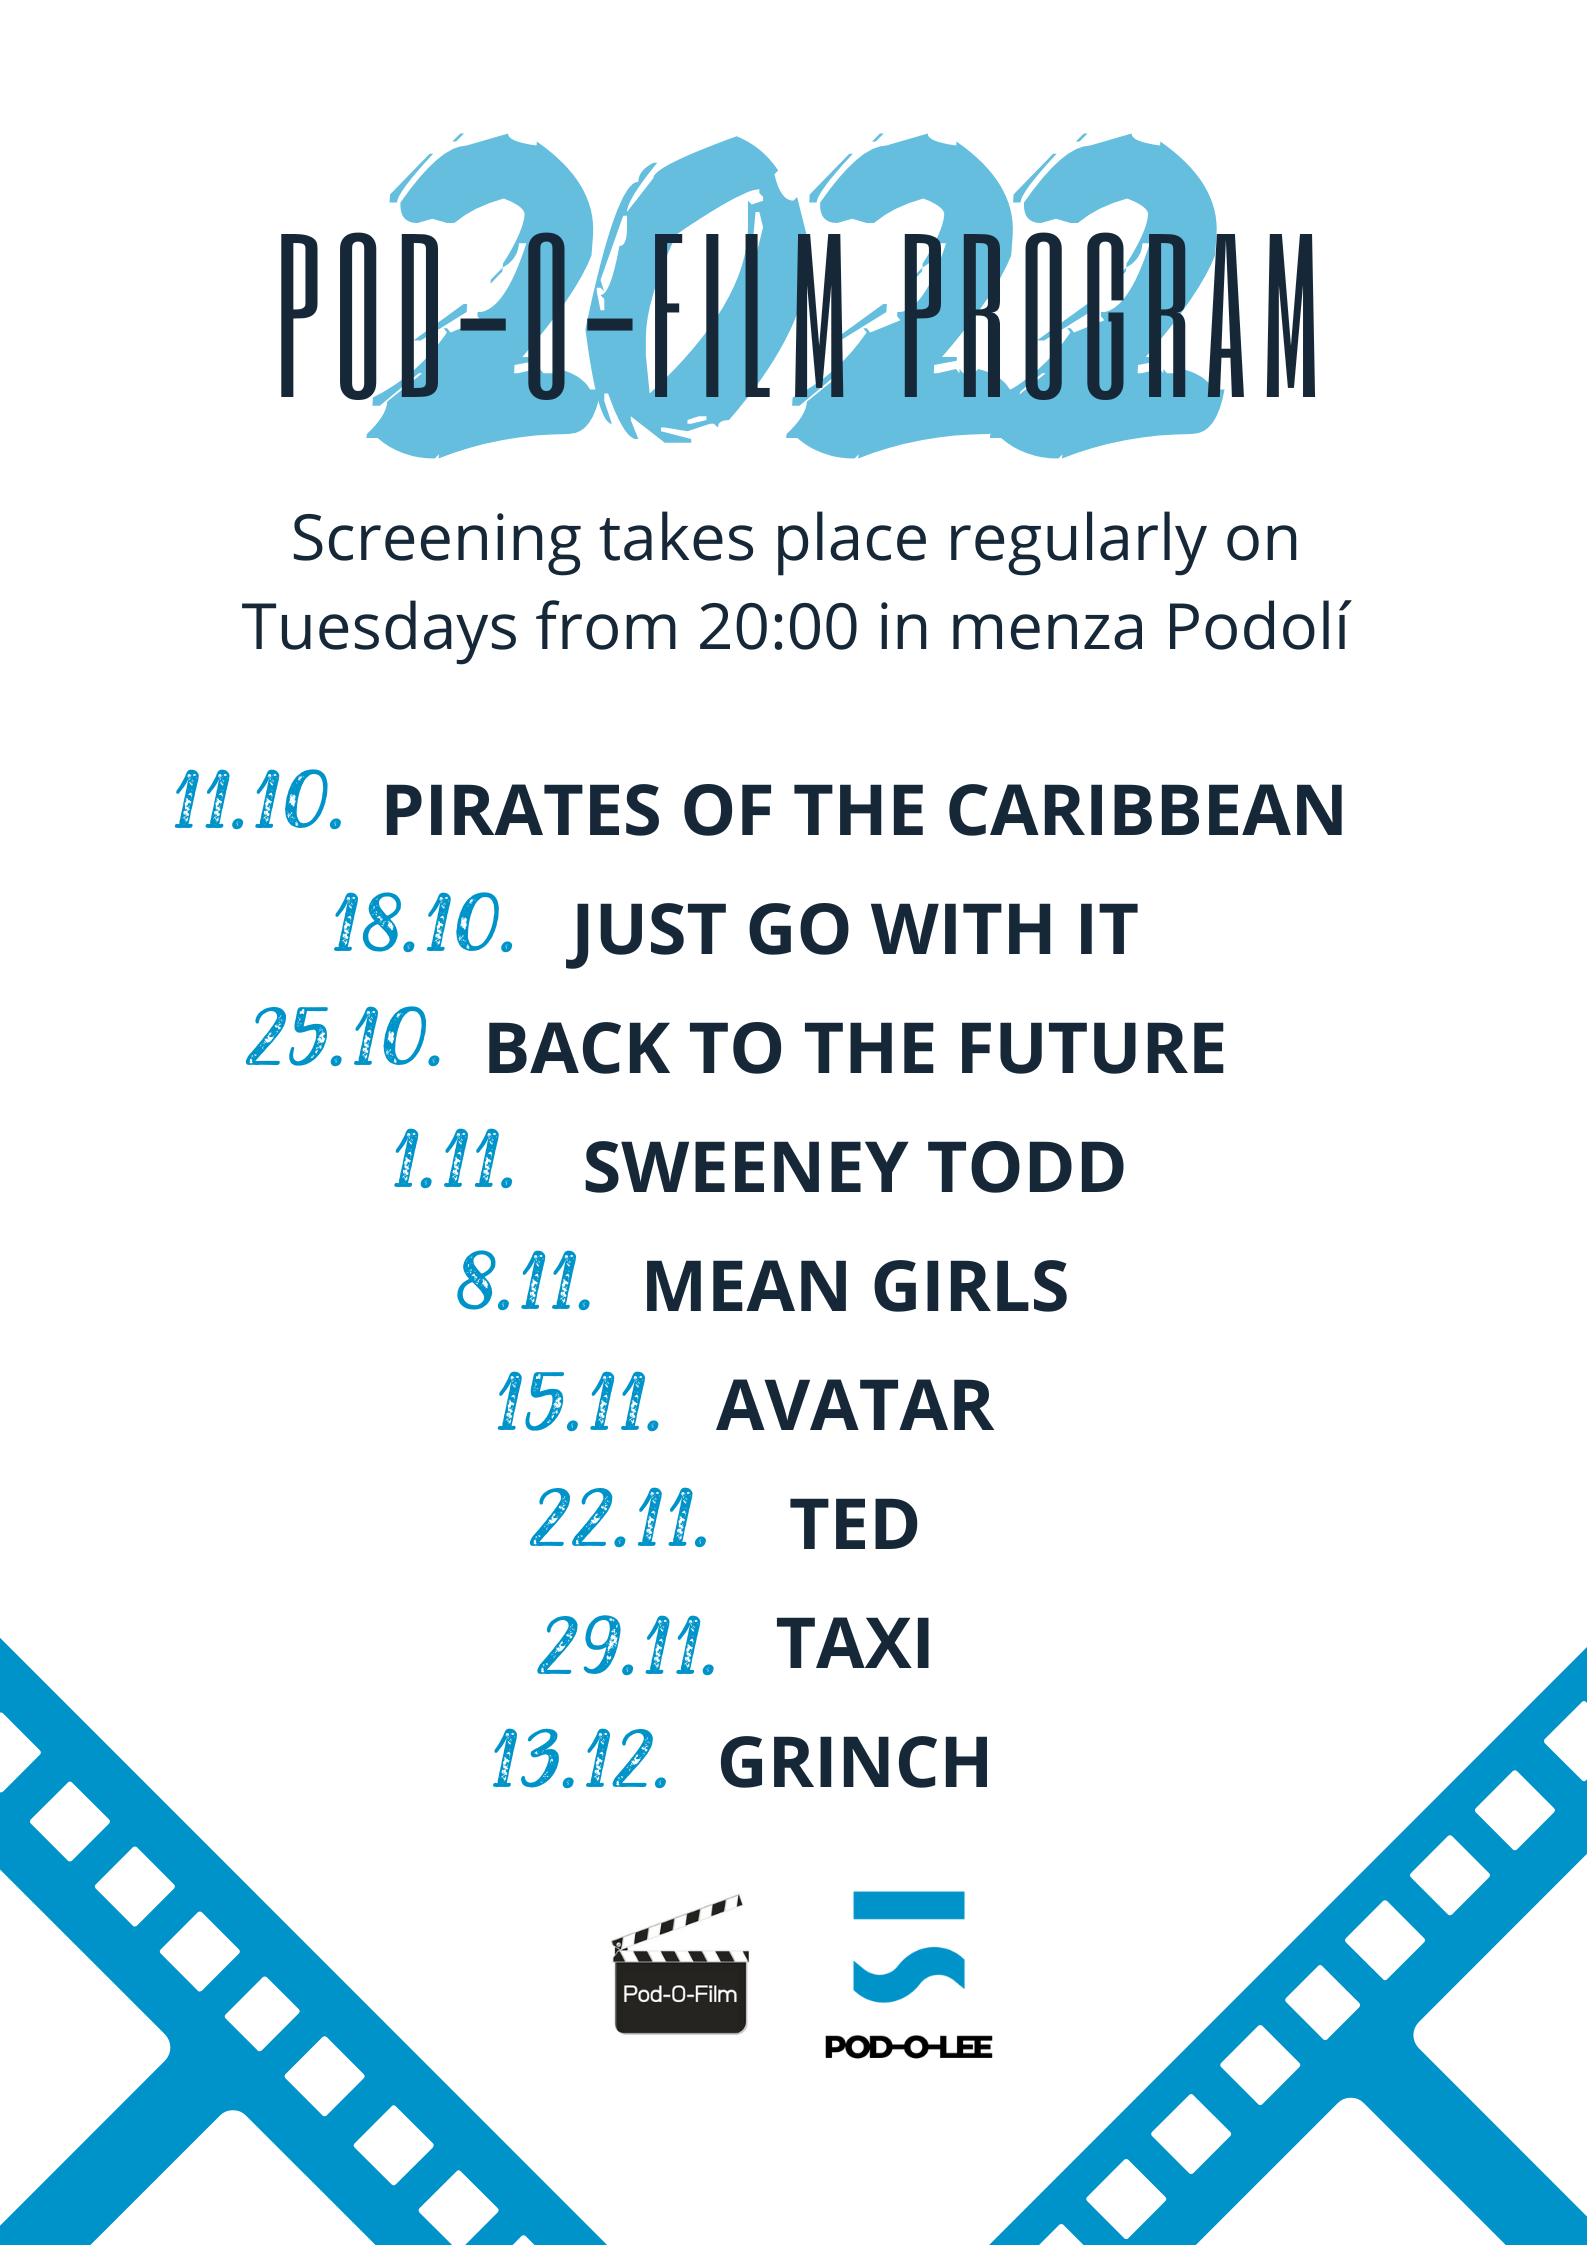 2022
POD-O-FILM PROGRAM
Screening takes place regularly on
Tuesdays from 20:00 in menza Podolí
11.10. PIRATES OF THE CARIBBEAN
18.10. JUST GO WITH IT
25.10. BACK TO THE FUTURE
1.11. SWEENEY TODD
8.11. MEAN GIRLS
15.11. AVATAR
22.11. TED
29.11. TAXI
13.12. GRINCH
Pod-O-Film
POD-O-LEE